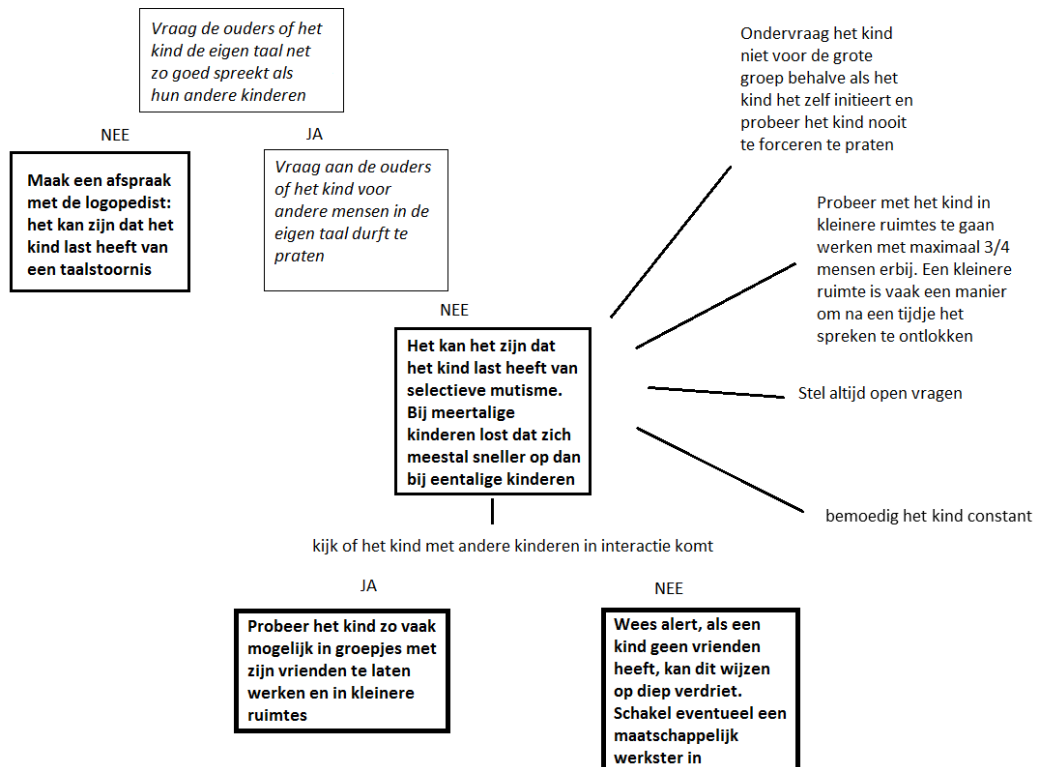 Vraag de ouders of het
kind de eigen taal net
zo goed spreekt als
hun andere kinderen
NEE
JA
Maak een afspraak
met de logopedist:
het kan zijn dat het
kind last heeft van
een taalstoornis
Vraag aan de ouders
of het kind voor
andere mensen in de
eigen taal durft te
praten
NEE
Het kan het zijn dat
het kind last heeft van
selectieve mutisme.
Bij meertalige
kinderen lost dat zich
meestal sneller op dan
bij eentalige kinderen
Ondervraag het kind
niet voor de grote
groep behalve als het
kind het zelf initieert en
probeer het kind nooit
te forceren te praten
Probeer met het kind in
kleinere ruimtes te gaan
werken met maximaal 3/4
mensen erbij. Een kleinere
ruimte is vaak een manier
om na een tijdje het
spreken te ontlokken
Stel altijd open vragen
bemoedig het kind constant
kijk of het kind met andere kinderen in interactie komt
JA
NEE
Probeer het kind zo vaak
mogelijk in groepjes met
zijn vrienden te laten
werken en in kleinere
ruimtes
Wees alert, als een
kind geen vrienden
heeft, kan dit wijzen
op diep verdriet.
Schakel eventueel een
maatschappelijk
werkster in